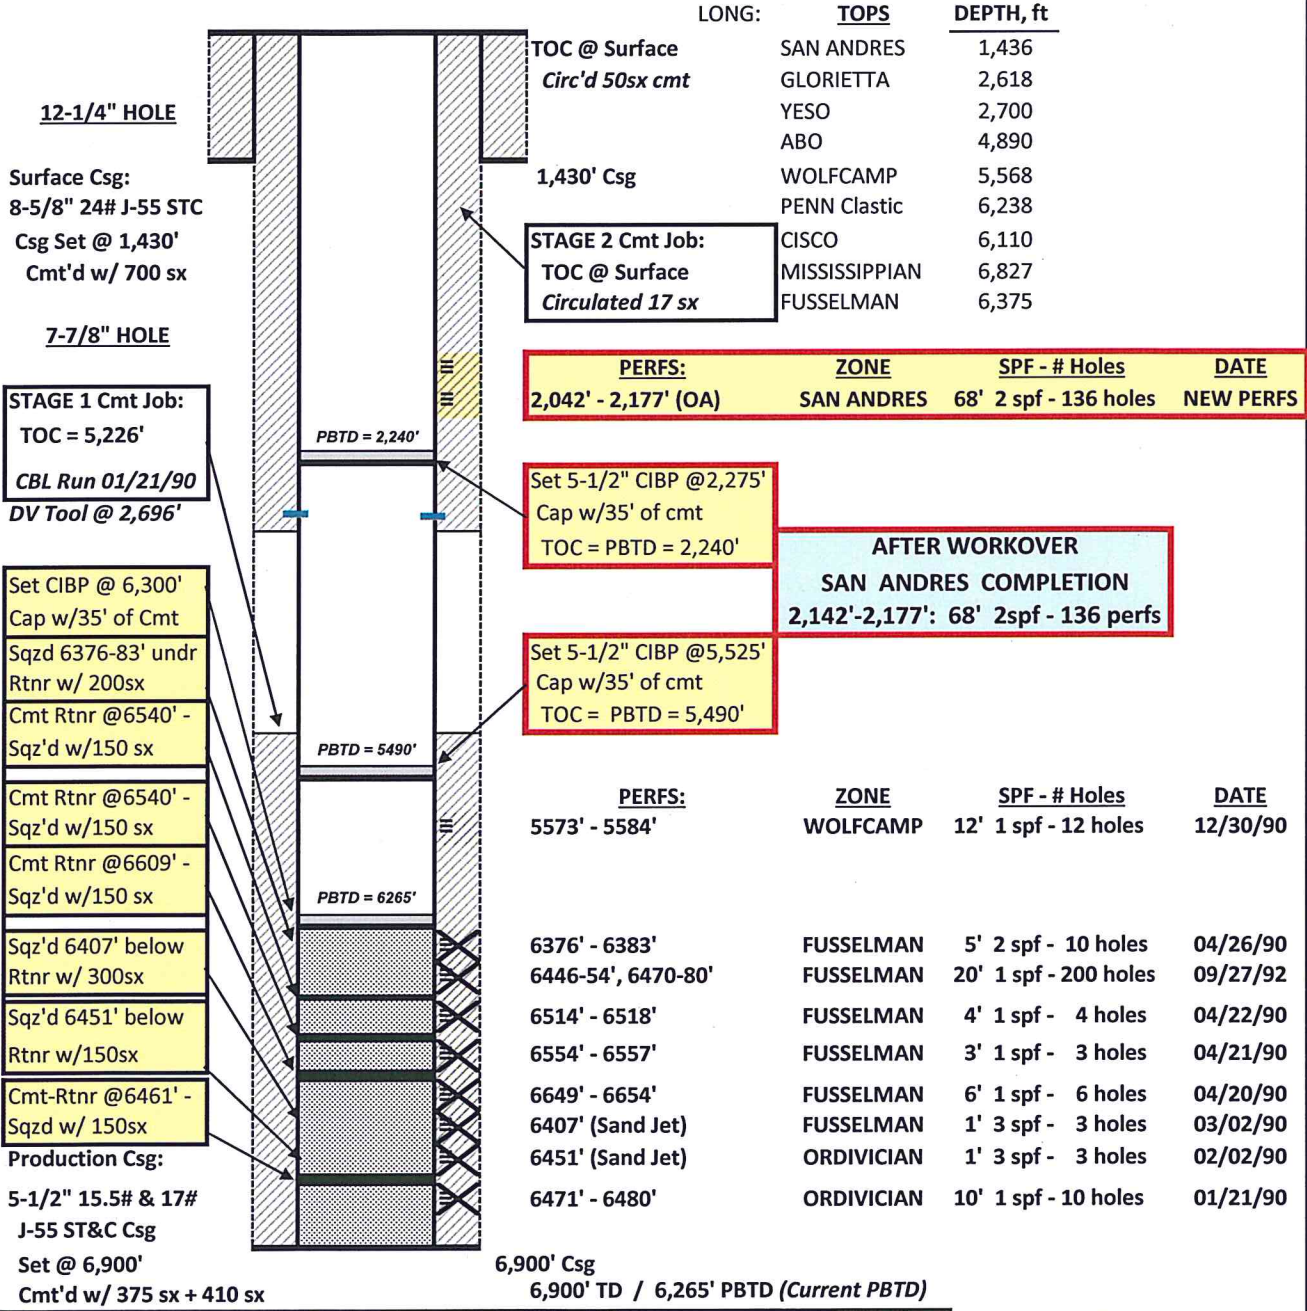 LONG: TOPS DEPTH, ft
SAN ANDRES 1,436
GLORIETTA 2,618
YESO 2,700
ABO 4,890
WOLFCAMP 5,568
PENN Clastic 6,238
CISCO 6,110
MISSISSIPPIAN 6,827
FUSSELMAN 6,375
TOC @ Surface
Circ'd 50sx cmt
1,430' Csg
STAGE 2 Cmt Job:
TOC @ Surface
Circulated 17 sx
12-1/4" HOLE
Surface Csg:
8-5/8" 24# J-55 STC
Csg Set @ 1,430'
Cmt'd w/ 700 sx
7-7/8" HOLE
STAGE 1 Cmt Job:
TOC = 5,226'
CBL Run 01/21/90
DV Tool @ 2,696'
PERFS: ZONE SPF - # Holes DATE
2,042' - 2,177' (OA) SAN ANDRES 68' 2 spf - 136 holes NEW PERFS
PBTD = 2,240'
Set 5-1/2" CIBP @2,275'
Cap w/35' of cmt
TOC = PBTD = 2,240'
AFTER WORKOVER
SAN ANDRES COMPLETION
2,142'-2,177': 68' 2spf - 136 perfs
Set 5-1/2" CIBP @5,525'
Cap w/35' of cmt
TOC = PBTD = 5,490'
PBTD = 5490'
Set CIBP @ 6,300'
Cap w/35' of Cmt
Sqzd 6376-83' undr
Rtnr w/ 200sx
Cmt Rtnr @6540' -
Sqz'd w/150 sx
Cmt Rtnr @6540' -
Sqz'd w/150 sx
Cmt Rtnr @6609' -
Sqz'd w/150 sx
Sqz'd 6407' below
Rtnr w/ 300sx
Sqz'd 6451' below
Rtnr w/150sx
Cmt-Rtnr @6461' -
Sqzd w/ 150sx
PBTD = 6265'
PERFS: ZONE SPF - # Holes DATE
5573' - 5584' WOLFCAMP 12' 1 spf - 12 holes 12/30/90
6376' - 6383' FUSSELMAN 5' 2 spf - 10 holes 04/26/90
6446-54', 6470-80' FUSSELMAN 20' 1 spf - 200 holes 09/27/92
6514' - 6518' FUSSELMAN 4' 1 spf - 4 holes 04/22/90
6554' - 6557' FUSSELMAN 3' 1 spf - 3 holes 04/21/90
6649' - 6654' FUSSELMAN 6' 1 spf - 6 holes 04/20/90
6407' (Sand Jet) FUSSELMAN 1' 3 spf - 3 holes 03/02/90
6451' (Sand Jet) ORDIVICIAN 1' 3 spf - 3 holes 02/02/90
6471' - 6480' ORDIVICIAN 10' 1 spf - 10 holes 01/21/90
Production Csg:
5-1/2" 15.5# & 17#
J-55 ST&C Csg
Set @ 6,900'
Cmt'd w/ 375 sx + 410 sx
6,900' Csg
6,900' TD / 6,265' PBTD (Current PBTD)